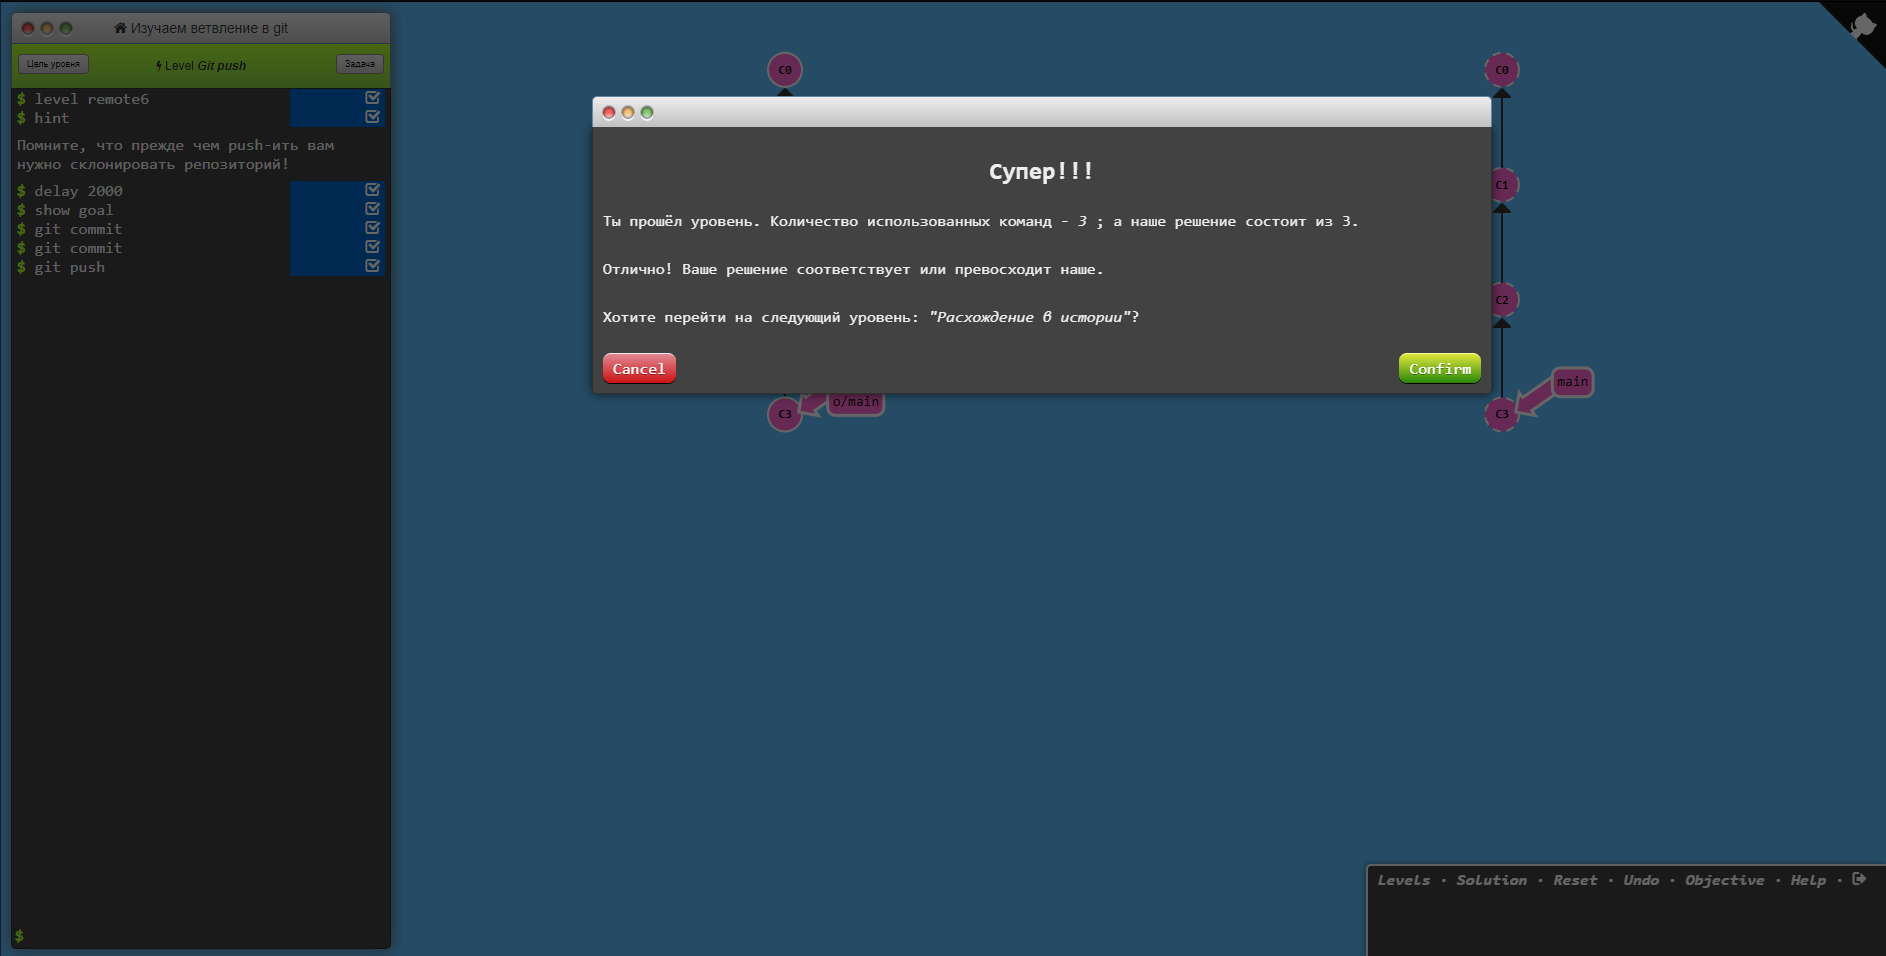 Изучаем ветвление в git
Цель уровня
Level Git push
Задача
$ level remote6
$ hint
Помните, что прежде чем push-ить вам
нужно склонировать репозиторий!
$ delay 2000
$ show goal
$ git commit
$ git commit
$ git push
$
C0
C3
o/main
Супер!!!
Ты прошёл уровень. Количество использованных команд - 3 ; а наше решение состоит из 3.
Отлично! Ваше решение соответствует или превосходит наше.
Хотите перейти на следующий уровень: "Расхождение в истории"?
Cancel
Confirm
C0
C1
C2
main
C3
Levels · Solution · Reset · Undo · Objective · Help ·